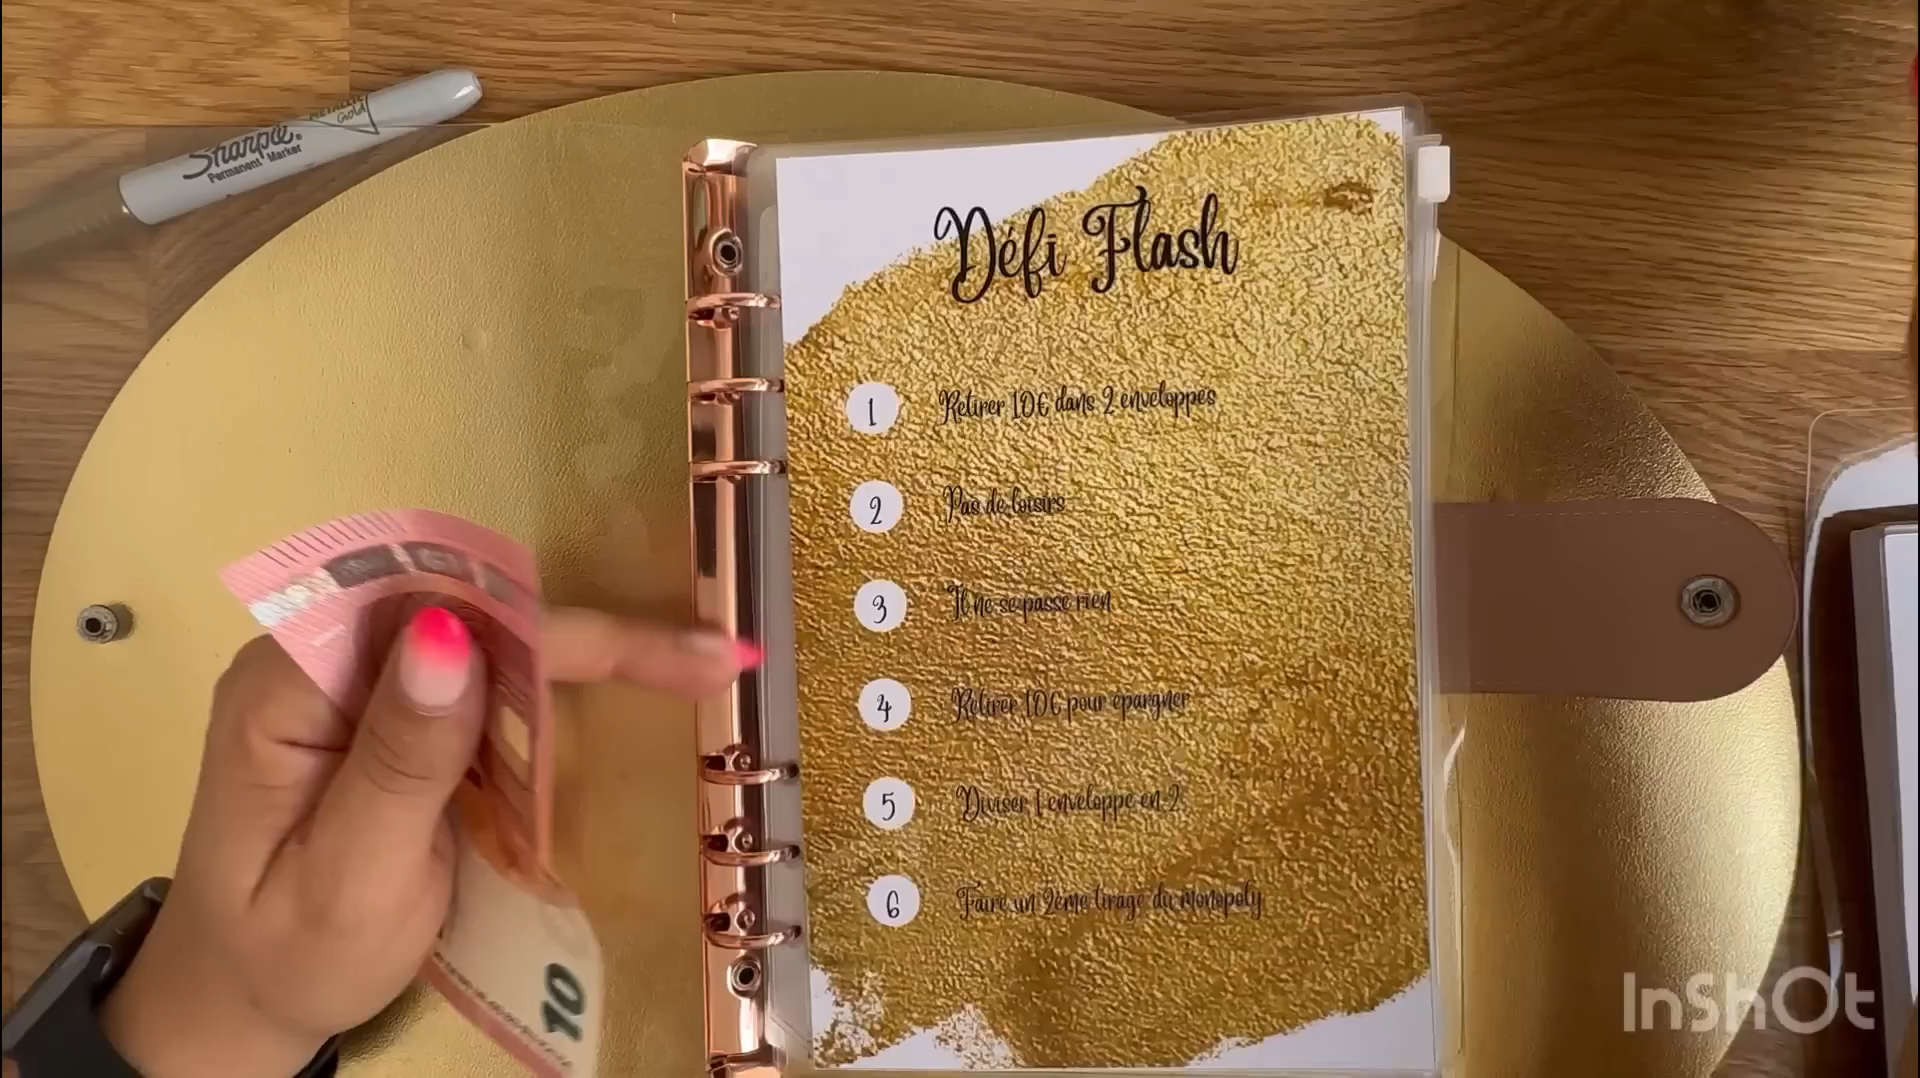 METALLIC
Gold
Sharpie.
Permanent Marker
Défi Flash
1 Retirer 10€ dans 2 enveloppes
2 Pas de loisirs
3 Il ne se passe rien
4 Retirer 10€ pour épargner
5 Diviser 1 enveloppe en 2
6 Faire un 2ème tirage du monopoly
10
InShOt